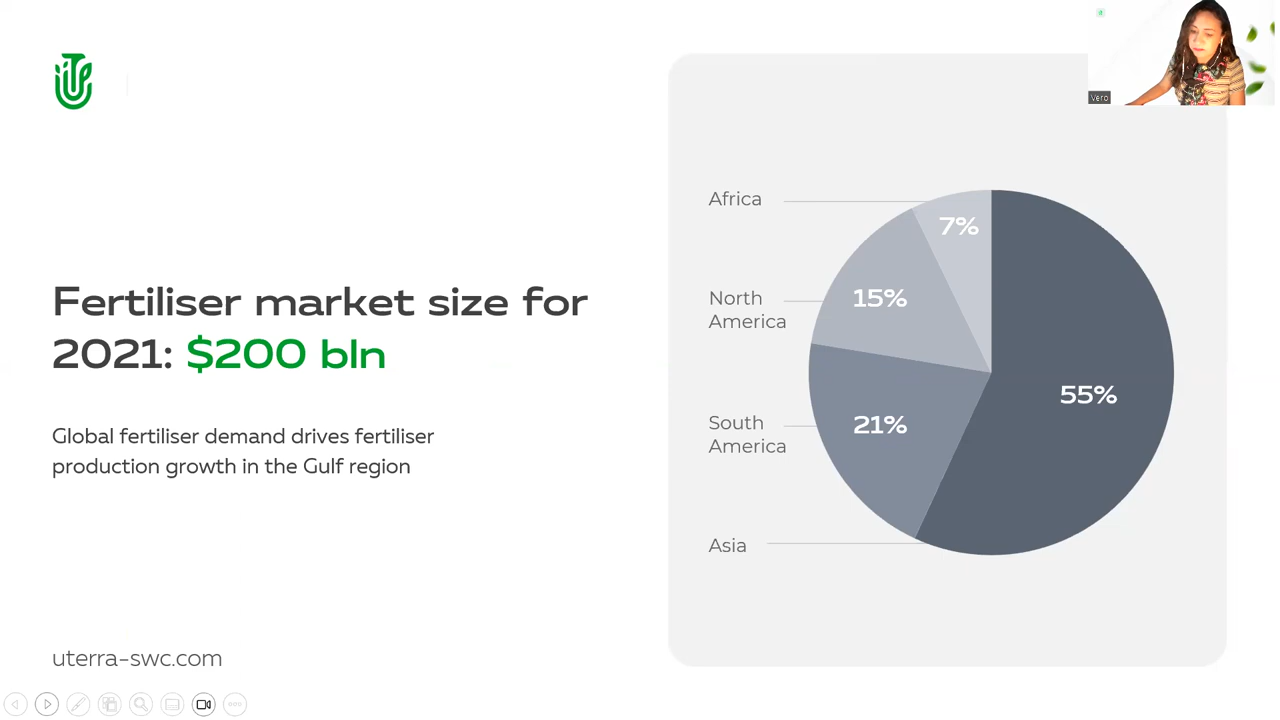 Vero
Fertiliser market size for
2021: $200 bln
Global fertiliser demand drives fertiliser
production growth in the Gulf region
uterra-swc.com
Africa
7%
North
America
15%
55%
South
America
21%
Asia